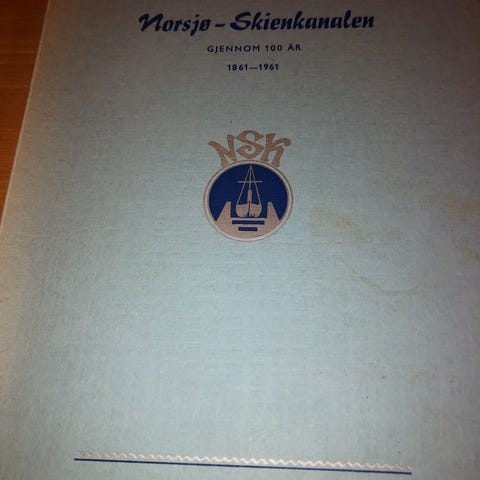 Norsjø - Skienkanalen
GJENNOM 100 ÅR
1861—1961
NSK